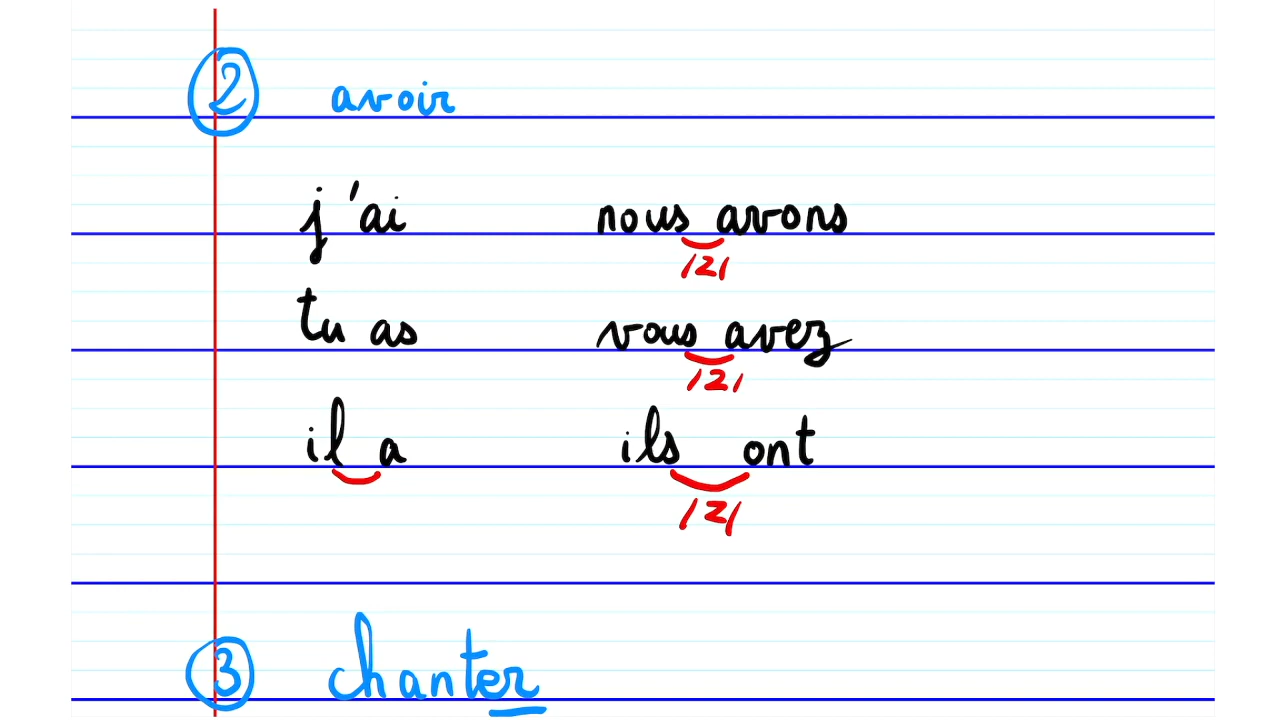 2 avoir
j'ai nous avons
/z/
tu as vous avez
/z/
il a ils ont
/z/
3 chanter